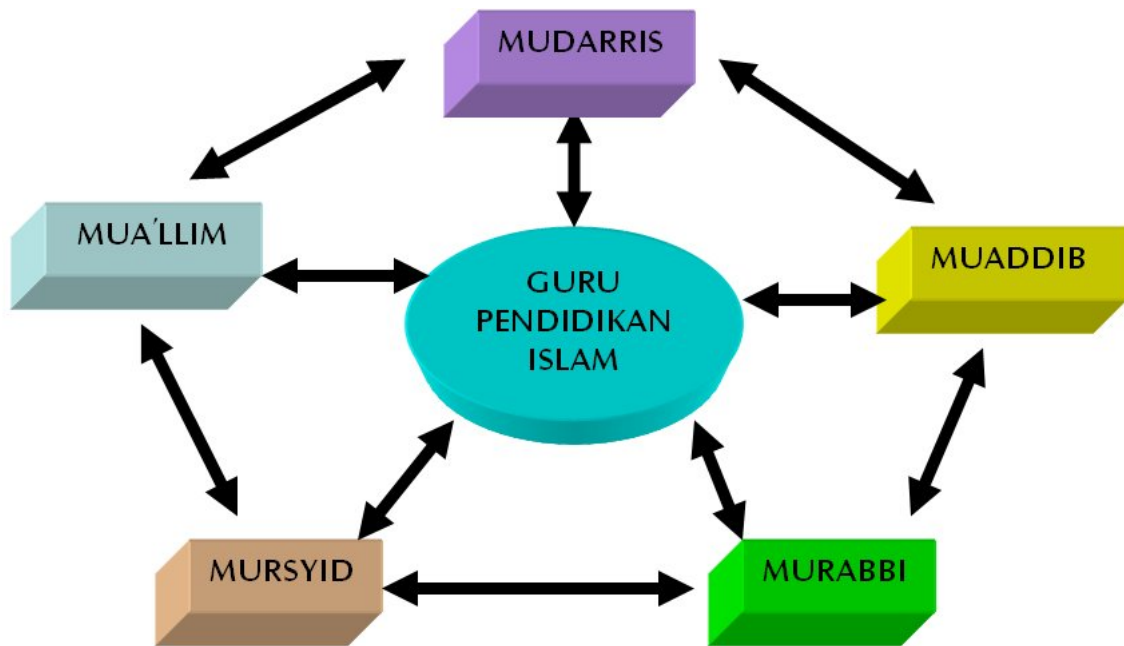 MUDARRIS
MUA'LLIM
MUADDIB
GURU
PENDIDIKAN
ISLAM
MURSYID
MURABBI